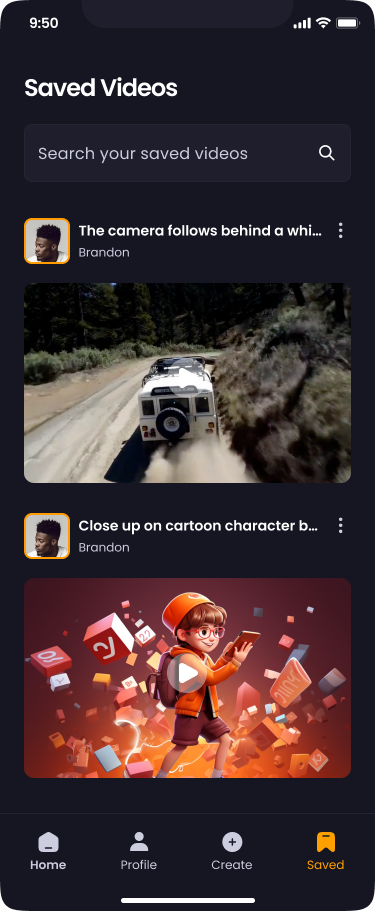 9:50
Saved Videos
Search your saved videos
The camera follows behind a whi...
Brandon
Close up on cartoon character b...
Brandon
Home
Profile
Create
Saved